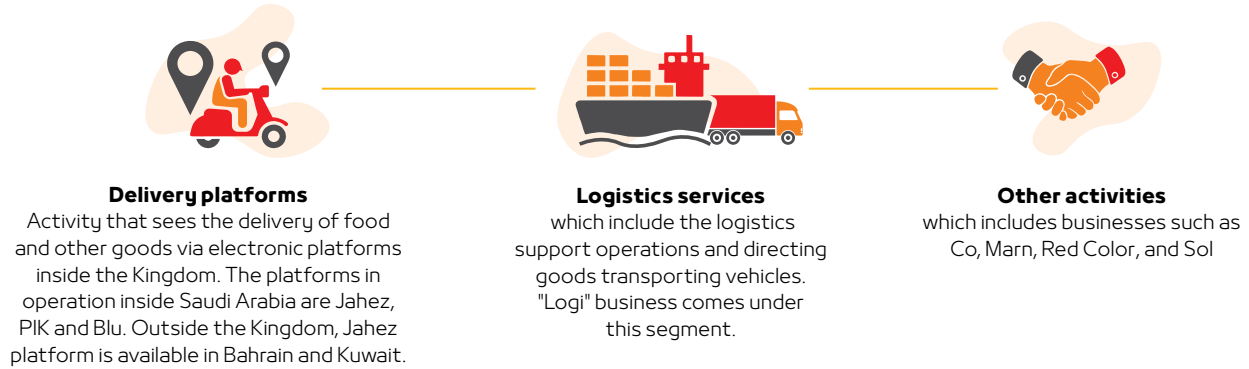 Delivery platforms
Activity that sees the delivery of food
and other goods via electronic platforms
inside the Kingdom. The platforms in
operation inside Saudi Arabia are Jahez,
PIK and Blu. Outside the Kingdom, Jahez
platform is available in Bahrain and Kuwait.
Logistics services
which include the logistics
support operations and directing
goods transporting vehicles.
"Logi" business comes under
this segment.
Other activities
which includes businesses such as
Co, Marn, Red Color, and Sol